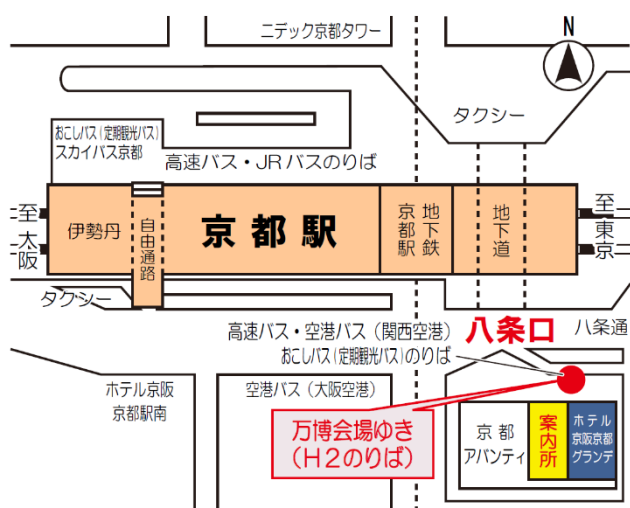 ニデック京都タワー
N
タクシー
おこしバス(定期観光バス)
スカイバス京都
高速バス・JRバスのりば
至大阪
伊勢丹
自由通路
京都駅
地下鉄
京都駅
地下道
至東京
タクシー
高速バス・空港バス(関西空港)
八条口
八条通
おこしバス(定期観光バス)のりば
ホテル京阪
京都駅南
空港バス(大阪空港)
万博会場ゆき
(H2のりば)
京都
アバンティ
案内所
ホテル
京阪京都
グランデ